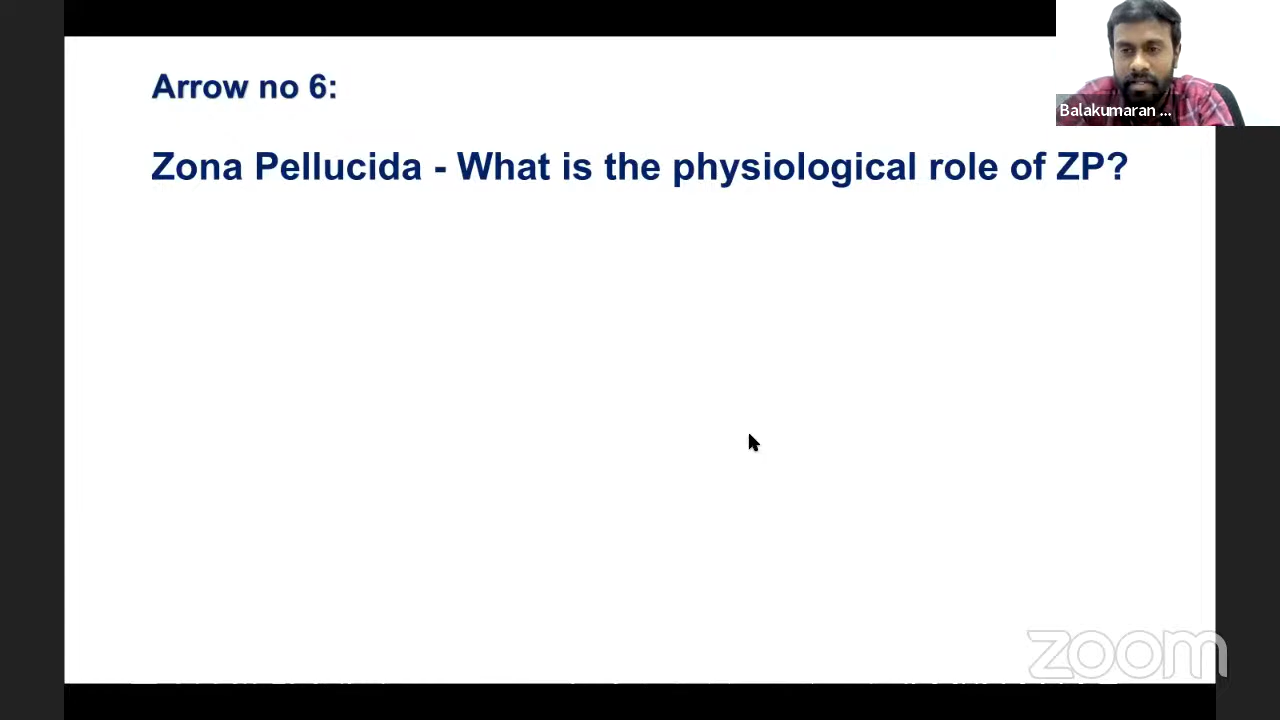 Arrow no 6:
Zona Pellucida - What is the physiological role of ZP?
Balakumaran ...
zoom